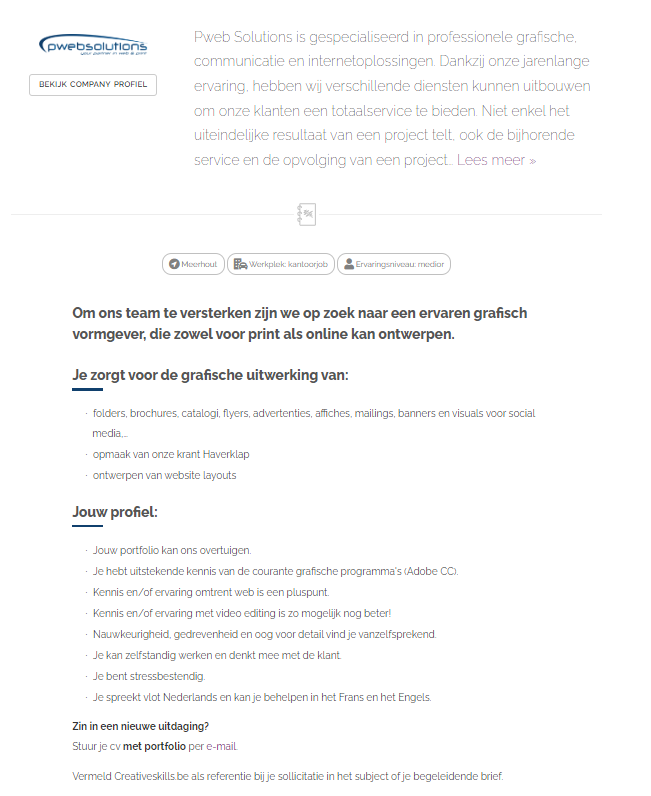 pwebsolutions
your partner in web & print
BEKIJK COMPANY PROFIEL
Pweb Solutions is gespecialiseerd in professionele grafische,
communicatie en internetoplossingen. Dankzij onze jarenlange
ervaring, hebben wij verschillende diensten kunnen uitbouwen
om onze klanten een totaalservice te bieden. Niet enkel het
uiteindelijke resultaat van een project telt, ook de bijhorende
service en de opvolging van een project... Lees meer »
Meerhout
Werkplek: kantoorjob
Ervaringsniveau: medior
Om ons team te versterken zijn we op zoek naar een ervaren grafisch
vormgever, die zowel voor print als online kan ontwerpen.
Je zorgt voor de grafische uitwerking van:
· folders, brochures, catalogi, flyers, advertenties, affiches, mailings, banners en visuals voor social
media,...
· opmaak van onze krant Haverklap
· ontwerpen van website layouts
Jouw profiel:
· Jouw portfolio kan ons overtuigen.
· Je hebt uitstekende kennis van de courante grafische programma's (Adobe CC).
· Kennis en/of ervaring omtrent web is een pluspunt.
· Kennis en/of ervaring met video editing is zo mogelijk nog beter!
· Nauwkeurigheid, gedrevenheid en oog voor detail vind je vanzelfsprekend.
· Je kan zelfstandig werken en denkt mee met de klant.
· Je bent stressbestendig.
· Je spreekt vlot Nederlands en kan je behelpen in het Frans en het Engels.
Zin in een nieuwe uitdaging?
Stuur je cv met portfolio per e-mail.
Vermeld Creativeskills.be als referentie bij je sollicitatie in het subject of je begeleidende brief.